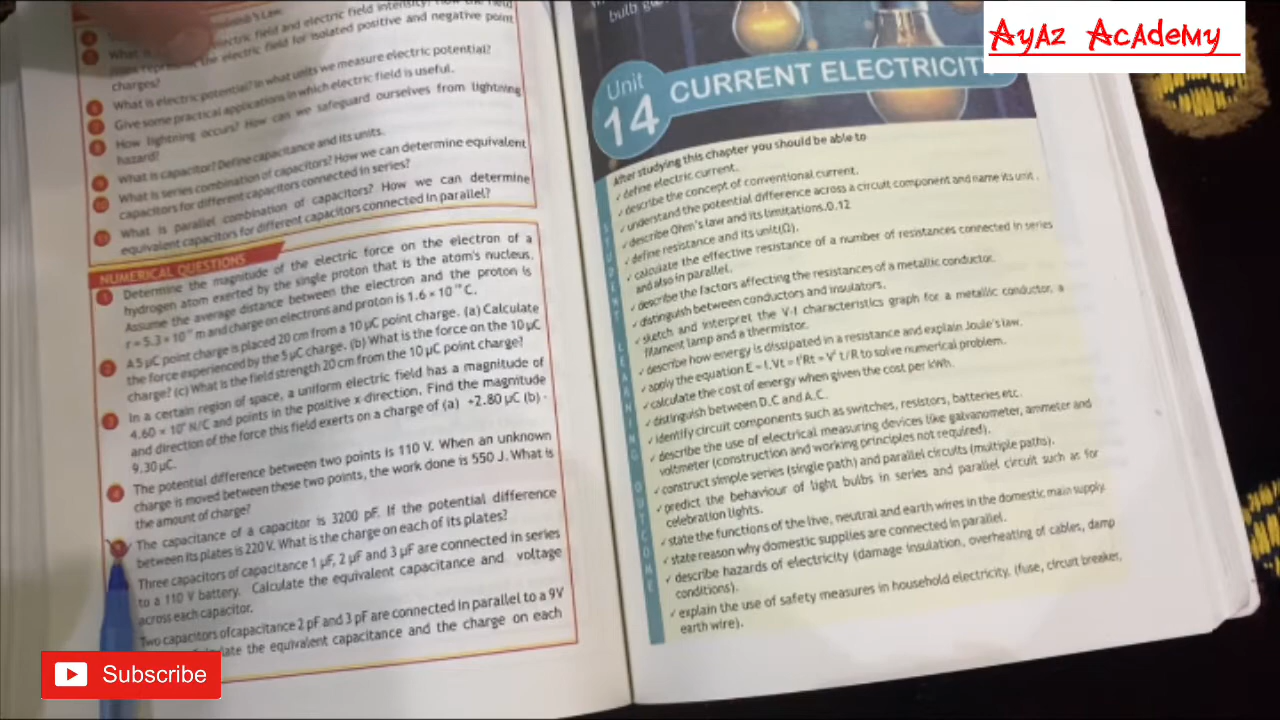 Law.
electric field and electric field intensity?
the electric field for isolated positive and negative point
charges?
6 What is electric potential? In what units we measure electric potential?
7 Give some practical applications in which electric field is useful.
8 How lightning occurs? How can we safeguard ourselves from lightning
hazard?
9 What is capacitor? Define capacitance and its units.
10 What is series combination of capacitors? How we can determine equivalent
capacitors for different capacitors connected in series?
11 What is parallel combination of capacitors? How we can determine
equivalent capacitors for different capacitors connected in parallel?
NUMERICAL QUESTIONS
1 Determine the magnitude of the electric force on the electron of a
hydrogen atom exerted by the single proton that is the atom's nucleus.
Assume the average distance between the electron and the proton is
r = 5.3 × 10 m and charge on electrons and proton is 1.6 × 10 C.
2 A 5 µC point charge is placed 20 cm from a 10 µC point charge. (a) Calculate
the force experienced by the 5 µC charge. (b) What is the force on the 10 µC
charge? (c) What is the field strength 20 cm from the 10 µC point charge?
3 In a certain region of space, a uniform electric field has a magnitude of
4.60 × 10 N/C and points in the positive x-direction. Find the magnitude
and direction of the force this field exerts on a charge of (a) +2.80 µC (b) -
9.30 µC.
4 The potential difference between two points is 110 V. When an unknown
charge is moved between these two points, the work done is 550 J. What is
the amount of charge?
The capacitance of a capacitor is 3200 pF. If the potential difference
between its plates is 220 V. What is the charge on each of its plates?
Three capacitors of capacitance 1 µF, 2 µF and 3 µF are connected in series
to a 110 V battery. Calculate the equivalent capacitance and voltage
across each capacitor.
Two capacitors of capacitance 2 pF and 3 pF are connected in parallel to a 9V
the equivalent capacitance and the charge on each
bulb
Unit
14 CURRENT ELECTRICITY
STUDENT LEARNING OUTCOME
After studying this chapter you should be able to
✓ define electric current.
✓ describe the concept of conventional current.
✓ understand the potential difference across a circuit component and name its unit.
✓ describe Ohm's law and its limitations.0.12
✓ define resistance and its unit(Ω).
✓ calculate the effective resistance of a number of resistances connected in series
and also in parallel.
✓ describe the factors affecting the resistances of a metallic conductor.
✓ distinguish between conductors and insulators.
✓ sketch and interpret the V-I characteristics graph for a metallic conductor, a
filament lamp and a thermistor.
✓ describe how energy is dissipated in a resistance and explain Joule's law.
✓ apply the equation E = I.Vt = I²Rt = V² t/R to solve numerical problem.
✓ calculate the cost of energy when given the cost per kWh.
✓ distinguish between D.C and A.C.
✓ identify circuit components such as switches, resistors, batteries etc.
✓ describe the use of electrical measuring devices like galvanometer, ammeter and
voltmeter (construction and working principles not required).
✓ construct simple series (single path) and parallel circuits (multiple paths).
✓ predict the behaviour of light bulbs in series and parallel circuit such as for
celebration lights.
✓ state the functions of the live, neutral and earth wires in the domestic main supply.
✓ state reason why domestic supplies are connected in parallel.
✓ describe hazards of electricity (damage insulation, overheating of cables, damp
conditions).
✓ explain the use of safety measures in household electricity, (fuse, circuit breaker,
earth wire).
Ayaz Academy
Subscribe